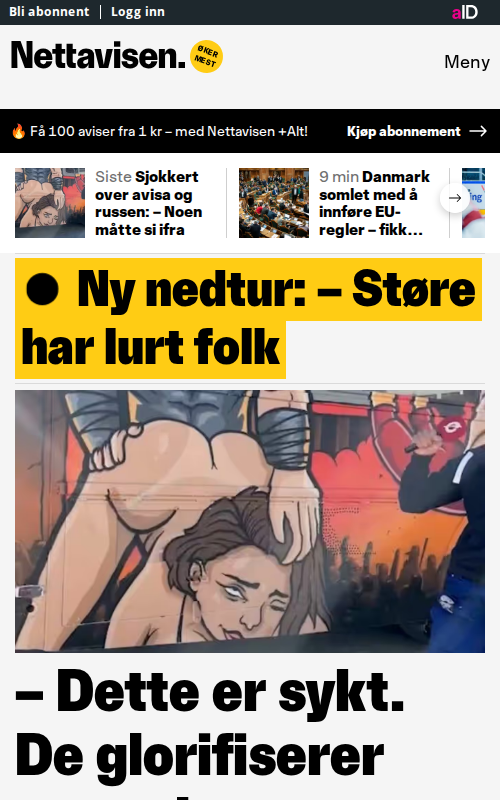 Bli abonnent
Logg inn
aID
Nettavisen.
ØKER
MEST
Meny
🔥 Få 100 aviser fra 1 kr – med Nettavisen +Alt!
Kjøp abonnement →
Siste Sjokkert
over avisa og
russen: – Noen
måtte si ifra
9 min Danmark
somlet med å
innføre EU-
regler – fikk...
● Ny nedtur: – Støre
har lurt folk
– Dette er sykt.
De glorifiserer